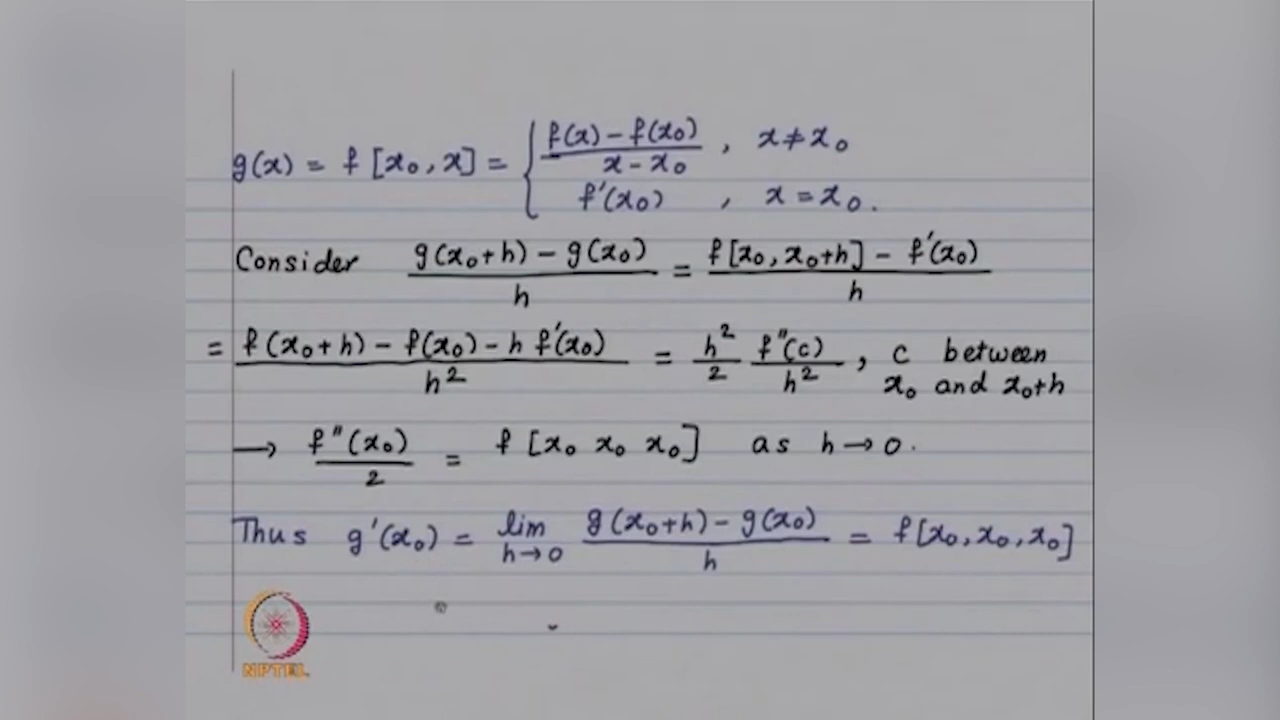 g(x) = f [x₀, x] = { (f(x) − f(x₀))/(x − x₀) , x ≠ x₀
f′(x₀) , x = x₀.
Consider (g(x₀+h) − g(x₀))/h = (f[x₀, x₀+h] − f′(x₀))/h
= (f(x₀+h) − f(x₀) − h f′(x₀))/h² = h²/2 f″(c)/h² , c between x₀ and x₀+h
→ f″(x₀)/2 = f [x₀ x₀ x₀] as h → 0.
Thus g′(x₀) = lim h→0 (g(x₀+h) − g(x₀))/h = f[x₀, x₀, x₀]
NPTEL